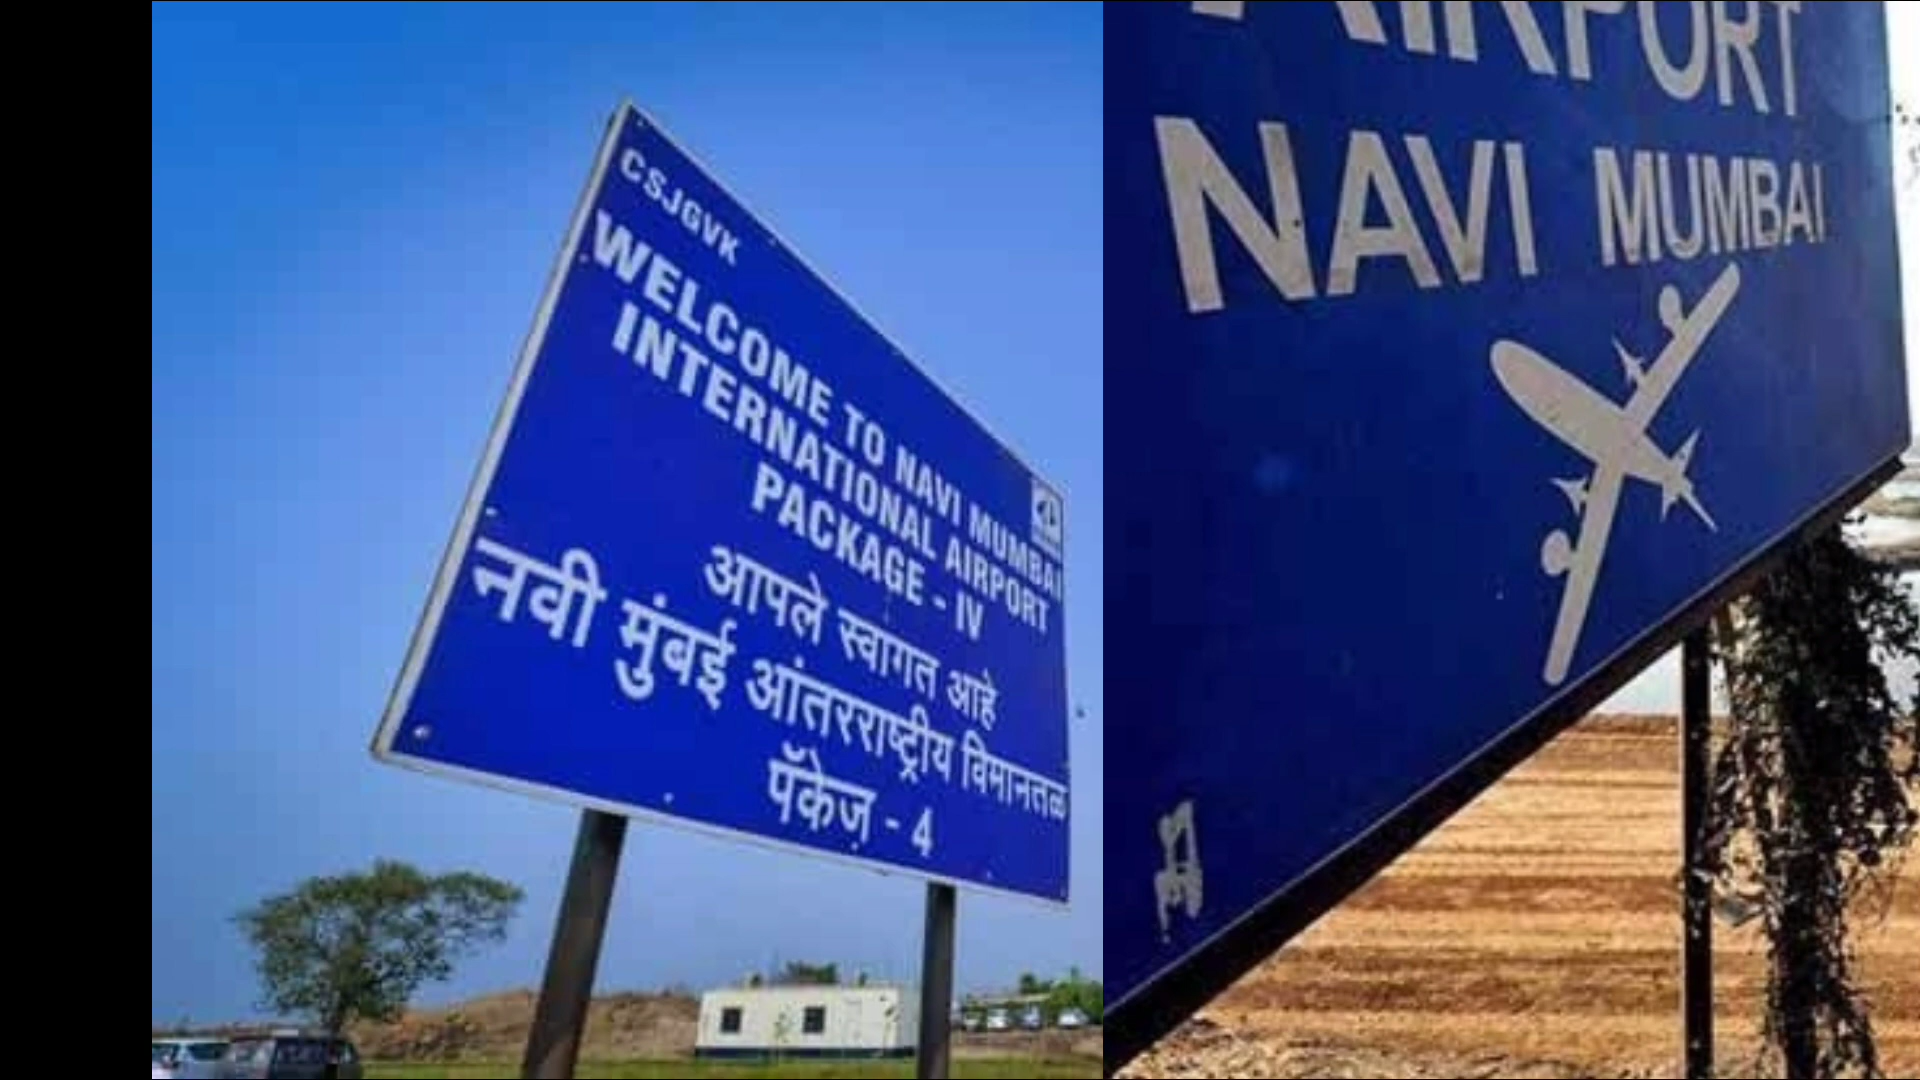 CSJGVK
WELCOME TO NAVI MUMBAI
INTERNATIONAL AIRPORT
PACKAGE - IV
आपले स्वागत आहे
नवी मुंबई आंतरराष्ट्रीय विमानतळ
पॅकेज - 4
AIRPORT
NAVI MUMBAI